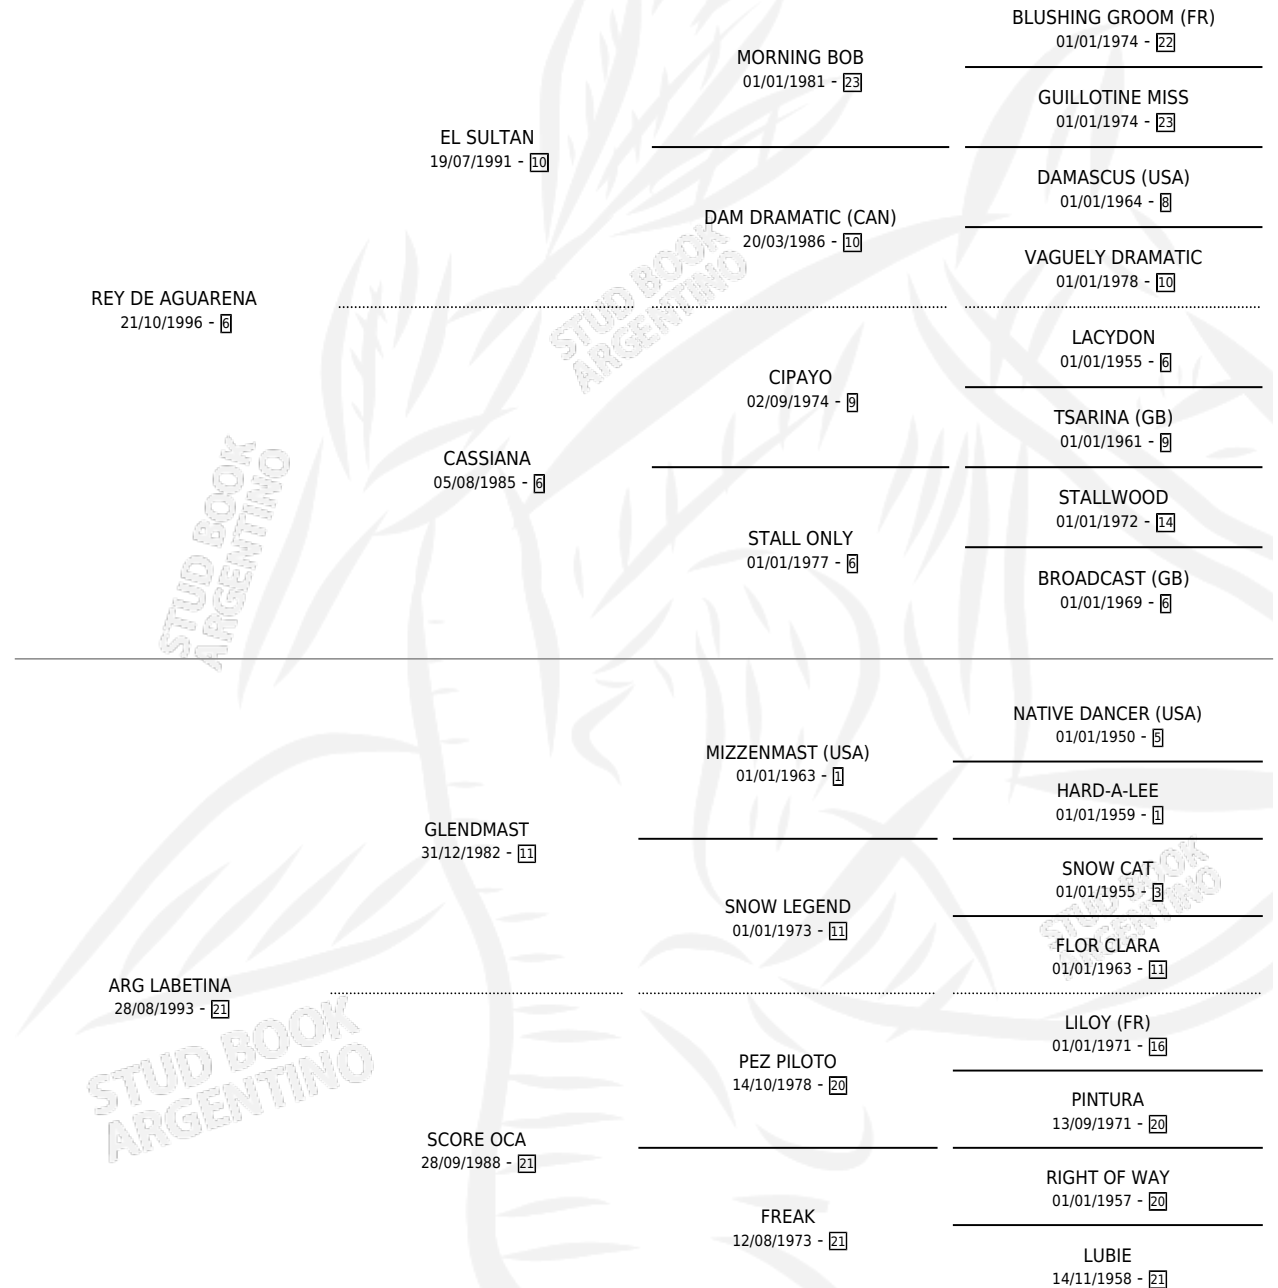 BLUSHING GROOM (FR)
01/01/1974 - 22
MORNING BOB
01/01/1981 - 23
GUILLOTINE MISS
01/01/1974 - 23
EL SULTAN
19/07/1991 - 10
DAMASCUS (USA)
01/01/1964 - 8
DAM DRAMATIC (CAN)
20/03/1986 - 10
VAGUELY DRAMATIC
01/01/1978 - 10
REY DE AGUARENA
21/10/1996 - 6
LACYDON
01/01/1955 - 6
CIPAYO
02/09/1974 - 9
TSARINA (GB)
01/01/1961 - 9
CASSIANA
05/08/1985 - 6
STALLWOOD
01/01/1972 - 14
STALL ONLY
01/01/1977 - 6
BROADCAST (GB)
01/01/1969 - 6
NATIVE DANCER (USA)
01/01/1950 - 5
MIZZENMAST (USA)
01/01/1963 - 1
HARD-A-LEE
01/01/1959 - 1
GLENDMAST
31/12/1982 - 11
SNOW CAT
01/01/1955 - 3
SNOW LEGEND
01/01/1973 - 11
FLOR CLARA
01/01/1963 - 11
ARG LABETINA
28/08/1993 - 21
LILOY (FR)
01/01/1971 - 16
PEZ PILOTO
14/10/1978 - 20
PINTURA
13/09/1971 - 20
SCORE OCA
28/09/1988 - 21
RIGHT OF WAY
01/01/1957 - 20
FREAK
12/08/1973 - 21
LUBIE
14/11/1958 - 21
STUD BOOK
ARGENTINO
STUD BOOK
ARGENTINO
STUD BOOK
ARGENTINO
STUD BOOK
ARGENTINO